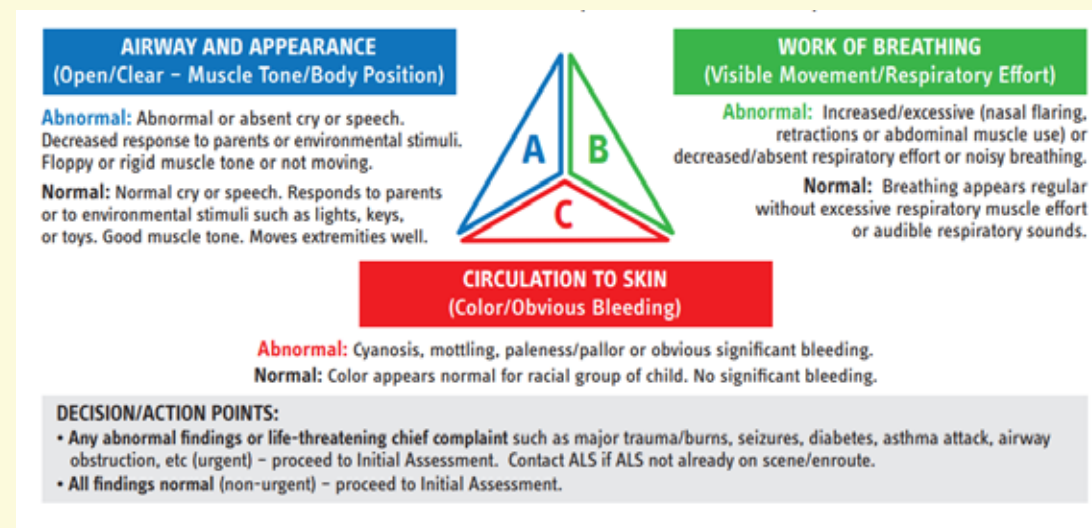 AIRWAY AND APPEARANCE
(Open/Clear – Muscle Tone/Body Position)
Abnormal: Abnormal or absent cry or speech.
Decreased response to parents or environmental stimuli.
Floppy or rigid muscle tone or not moving.
Normal: Normal cry or speech. Responds to parents
or to environmental stimuli such as lights, keys,
or toys. Good muscle tone. Moves extremities well.
A
B
C
WORK OF BREATHING
(Visible Movement/Respiratory Effort)
Abnormal: Increased/excessive (nasal flaring,
retractions or abdominal muscle use) or
decreased/absent respiratory effort or noisy breathing.
Normal: Breathing appears regular
without excessive respiratory muscle effort
or audible respiratory sounds.
CIRCULATION TO SKIN
(Color/Obvious Bleeding)
Abnormal: Cyanosis, mottling, paleness/pallor or obvious significant bleeding.
Normal: Color appears normal for racial group of child. No significant bleeding.
DECISION/ACTION POINTS:
• Any abnormal findings or life-threatening chief complaint such as major trauma/burns, seizures, diabetes, asthma attack, airway
obstruction, etc (urgent) – proceed to Initial Assessment. Contact ALS if ALS not already on scene/enroute.
• All findings normal (non-urgent) – proceed to Initial Assessment.